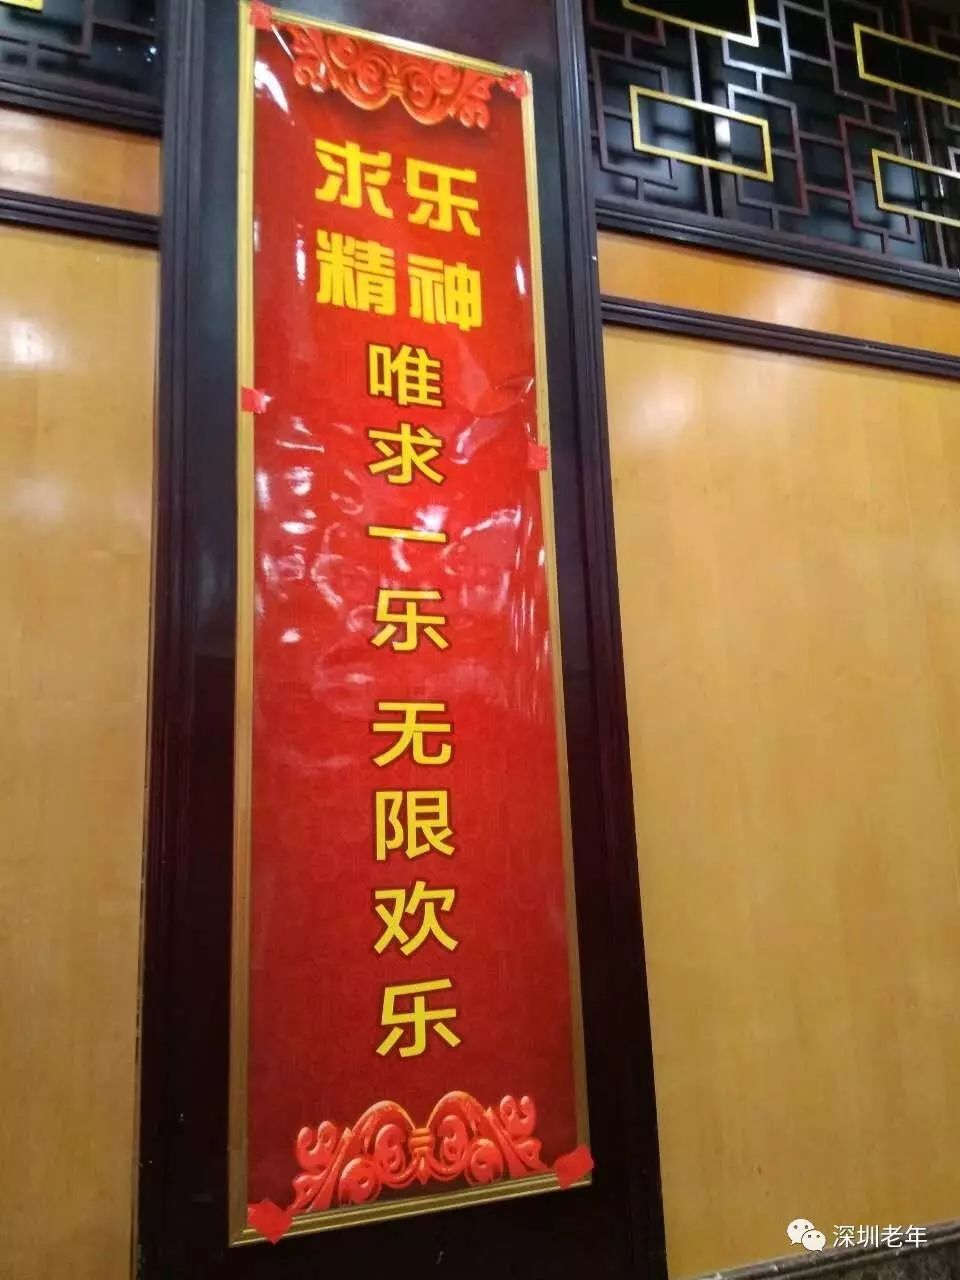 求乐
精神
唯求一乐 无限欢乐
深圳老年